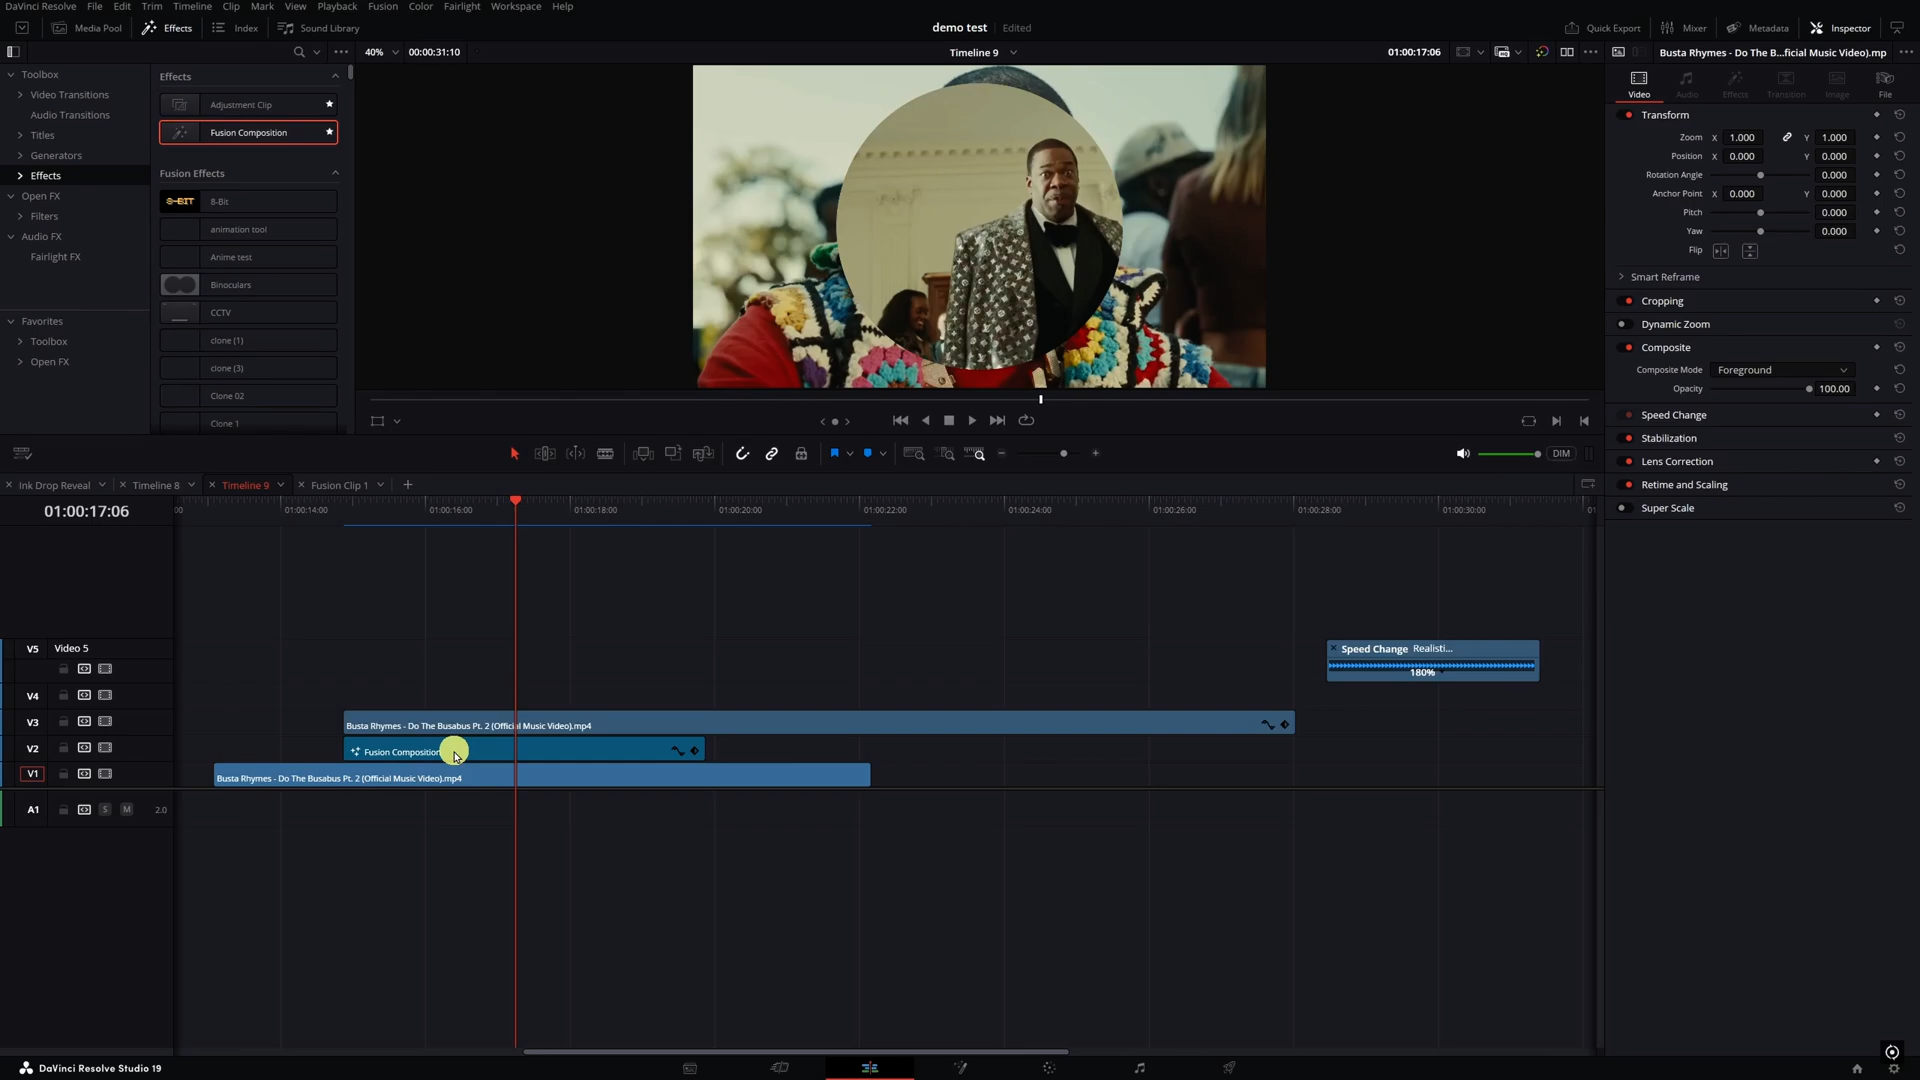 DaVinci Resolve File Edit Trim Timeline Clip Mark View Playback Fusion Color Fairlight Workspace Help
Media Pool Effects Index Sound Library demo test Edited Quick Export Mixer Metadata Inspector
40% 00:00:31:10 Timeline 9 01:00:17:06 Busta Rhymes - Do The B...ficial Music Video).mp
Toolbox
Video Transitions
Audio Transitions
Titles
Generators
Effects
Open FX
Filters
Audio FX
Fairlight FX
Favorites
Toolbox
Open FX
Effects
Adjustment Clip
Fusion Composition
Fusion Effects
8-BIT 8-Bit
animation tool
Anime test
Binoculars
CCTV
clone (1)
clone (3)
Clone 02
Clone 1
Video Audio Effects Transition Image File
Transform
Zoom X 1.000 Y 1.000
Position X 0.000 Y 0.000
Rotation Angle 0.000
Anchor Point X 0.000 Y 0.000
Pitch 0.000
Yaw 0.000
Flip
Smart Reframe
Cropping
Dynamic Zoom
Composite
Composite Mode Foreground
Opacity 100.00
Speed Change
Stabilization
Lens Correction
Retime and Scaling
Super Scale
DIM
Ink Drop Reveal Timeline 8 Timeline 9 Fusion Clip 1
01:00:17:06 00 01:00:14:00 01:00:16:00 01:00:18:00 01:00:20:00 01:00:22:00 01:00:24:00 01:00:26:00 01:00:28:00 01:00:30:00 01
V5 Video 5
Speed Change Realisti...
180%
V4
V3 Busta Rhymes - Do The Busabus Pt. 2 (Official Music Video).mp4
V2 Fusion Composition
V1 Busta Rhymes - Do The Busabus Pt. 2 (Official Music Video).mp4
A1 S M 2.0
DaVinci Resolve Studio 19